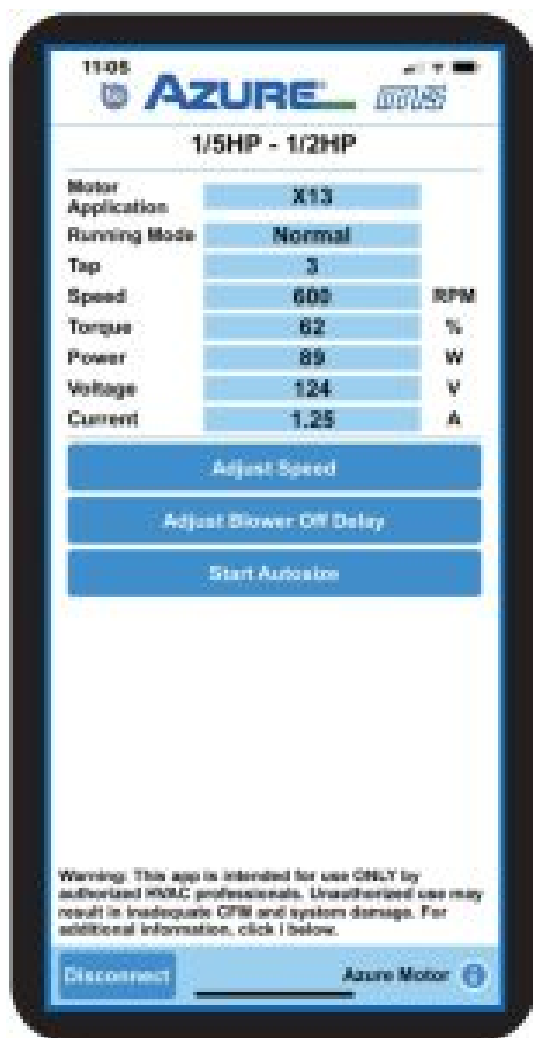 11:05
AZURE
1/5HP - 1/2HP
Motor Application X13
Running Mode Normal
Tap 3
Speed 600 RPM
Torque 62 %
Power 89 W
Voltage 124 V
Current 1.25 A
Adjust Speed
Adjust Blower Off Delay
Start Autosize
Warning: This app is intended for use ONLY by
authorized HVAC professionals. Unauthorized use may
result in inadequate CFM and system damage. For
additional information, click i below.
Disconnect Azure Motor i